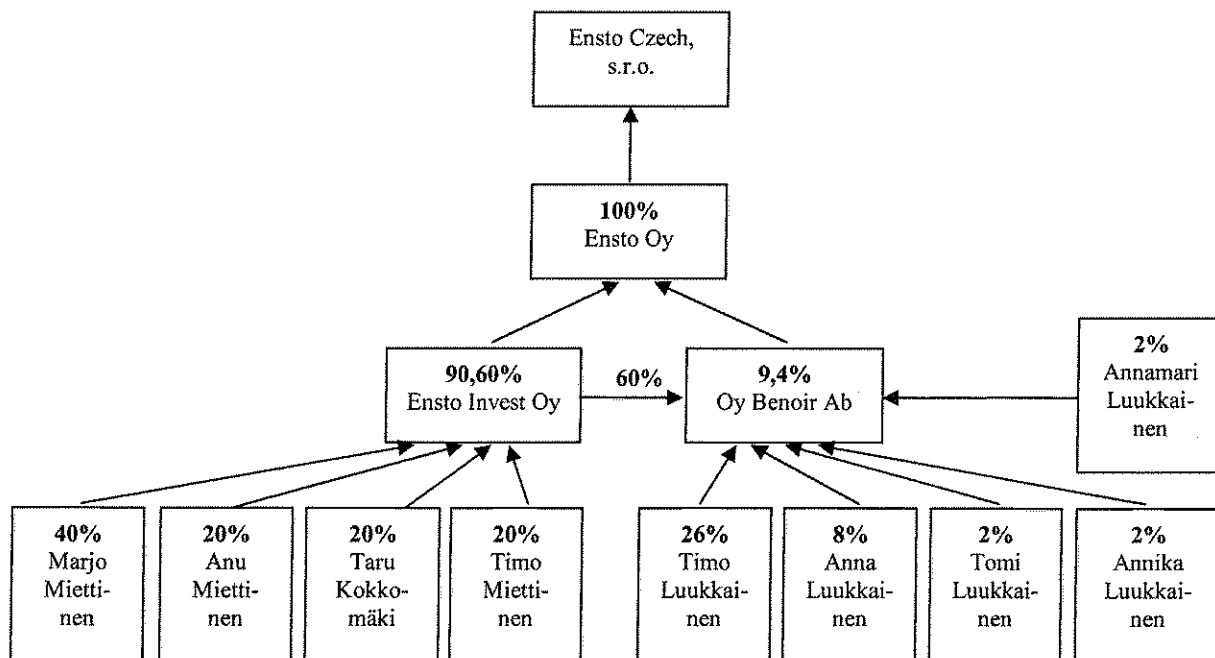 Ensto Czech,
s.r.o.
100%
Ensto Oy
90,60%
Ensto Invest Oy
60%
9,4%
Oy Benoir Ab
2%
Annamari
Luukkai-
nen
40%
Marjo
Mietti-
nen
20%
Anu
Mietti-
nen
20%
Taru
Kokko-
mäki
20%
Timo
Mietti-
nen
26%
Timo
Luukkai-
nen
8%
Anna
Luukkai-
nen
2%
Tomi
Luukkai-
nen
2%
Annika
Luukkai-
nen